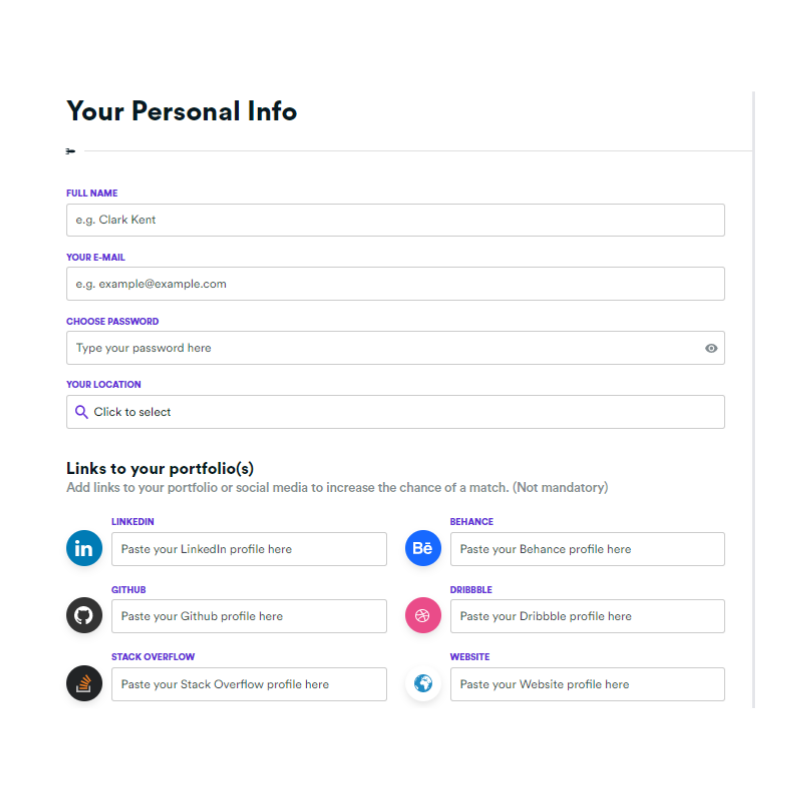 Your Personal Info
FULL NAME
e.g. Clark Kent
YOUR E-MAIL
e.g. example@example.com
CHOOSE PASSWORD
Type your password here
YOUR LOCATION
Click to select
Links to your portfolio(s)
Add links to your portfolio or social media to increase the chance of a match. (Not mandatory)
LINKEDIN
in
Paste your LinkedIn profile here
BEHANCE
Bē
Paste your Behance profile here
GITHUB
Paste your Github profile here
DRIBBBLE
Paste your Dribbble profile here
STACK OVERFLOW
Paste your Stack Overflow profile here
WEBSITE
Paste your Website profile here